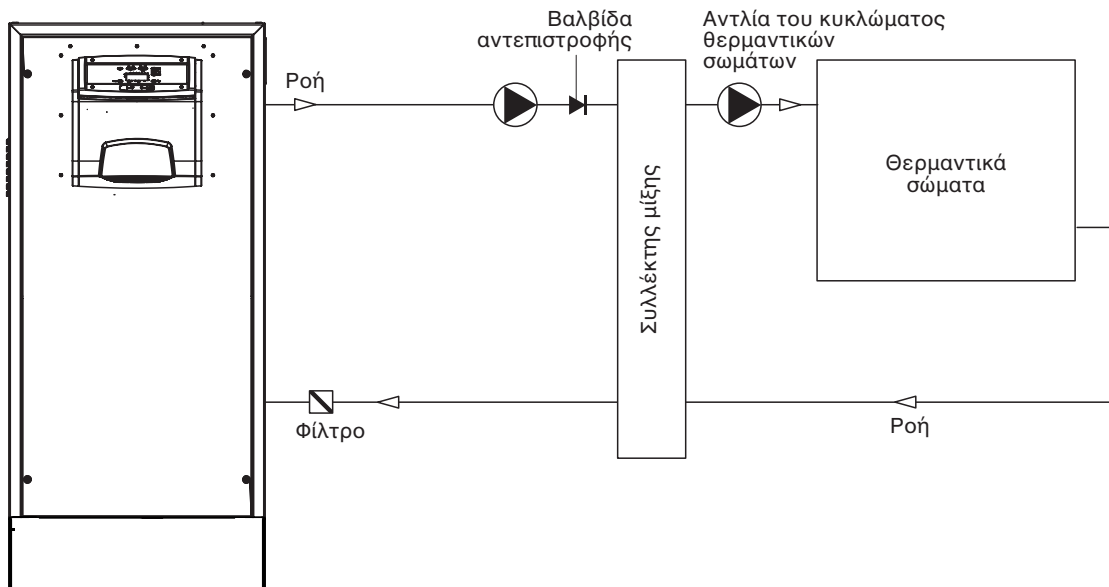 Βαλβίδα
αντεπιστροφής
Αντλία του κυκλώματος
θερμαντικών
σωμάτων
Ροή
Θερμαντικά
σώματα
Συλλέκτης μίξης
Φίλτρο
Ροή